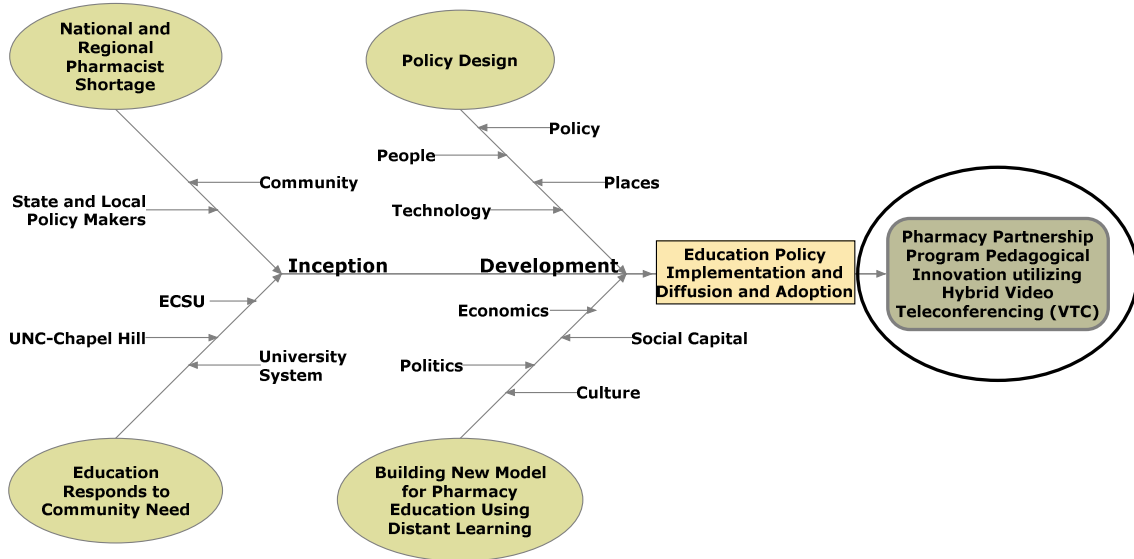 National and
Regional
Pharmacist
Shortage
Policy Design
Policy
People
Community
Places
State and Local
Policy Makers
Technology
Inception
Development
Education Policy
Implementation and
Diffusion and Adoption
Pharmacy Partnership
Program Pedagogical
Innovation utilizing
Hybrid Video
Teleconferencing (VTC)
ECSU
Economics
UNC-Chapel Hill
Social Capital
University
System
Politics
Culture
Education
Responds to
Community Need
Building New Model
for Pharmacy
Education Using
Distant Learning